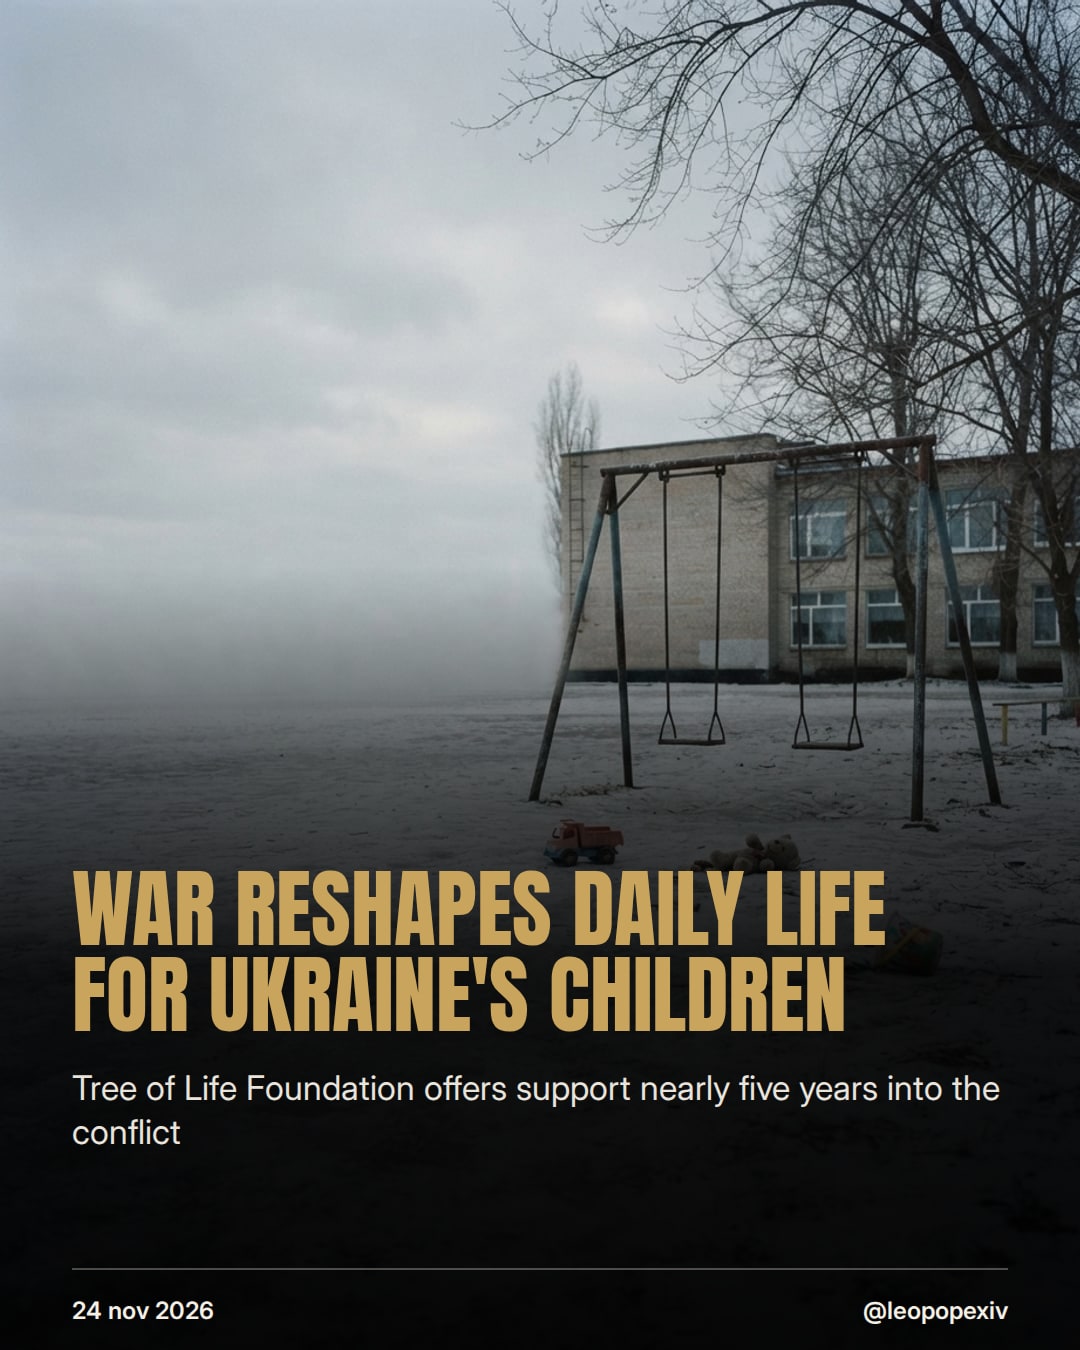 WAR RESHAPES DAILY LIFE
FOR UKRAINE'S CHILDREN
Tree of Life Foundation offers support nearly five years into the
conflict
24 nov 2026
@leopopexiv